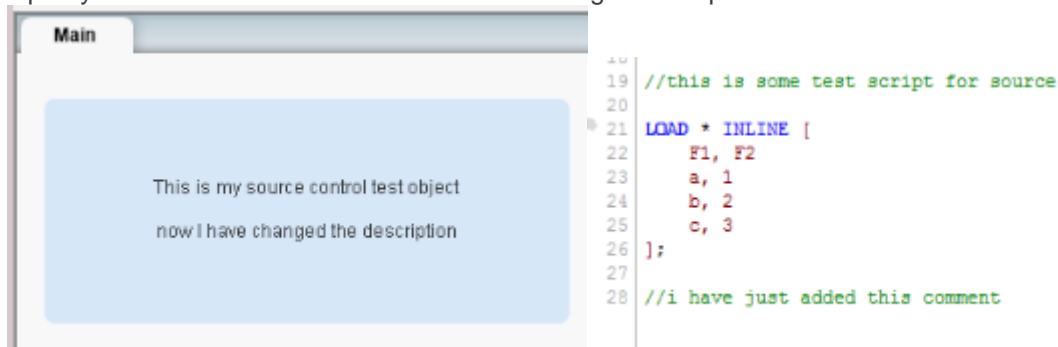 Main
This is my source control test object
now I have changed the description
19 //this is some test script for source
20
21 LOAD * INLINE [
22 F1, F2
23 a, 1
24 b, 2
25 c, 3
26 ];
27
28 //i have just added this comment